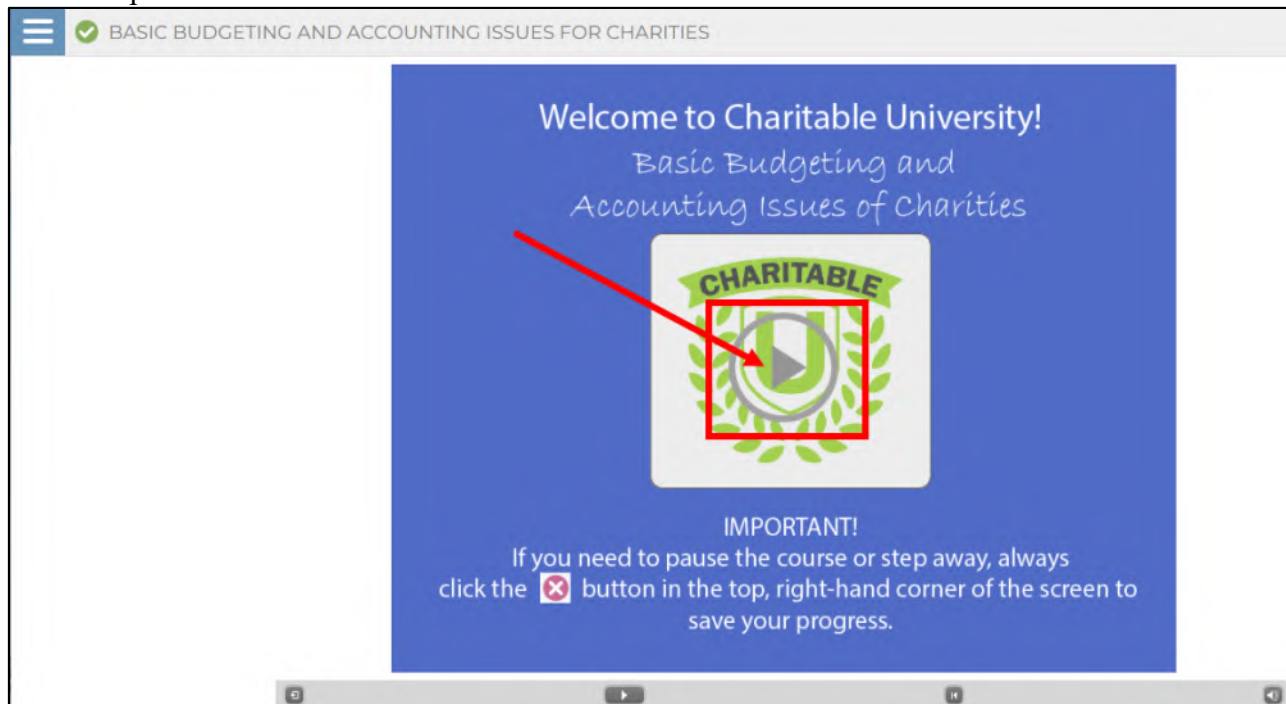 BASIC BUDGETING AND ACCOUNTING ISSUES FOR CHARITIES
Welcome to Charitable University!
Basic Budgeting and
Accounting Issues of Charities
CHARITABLE
U
IMPORTANT!
If you need to pause the course or step away, always
click the button in the top, right-hand corner of the screen to
save your progress.